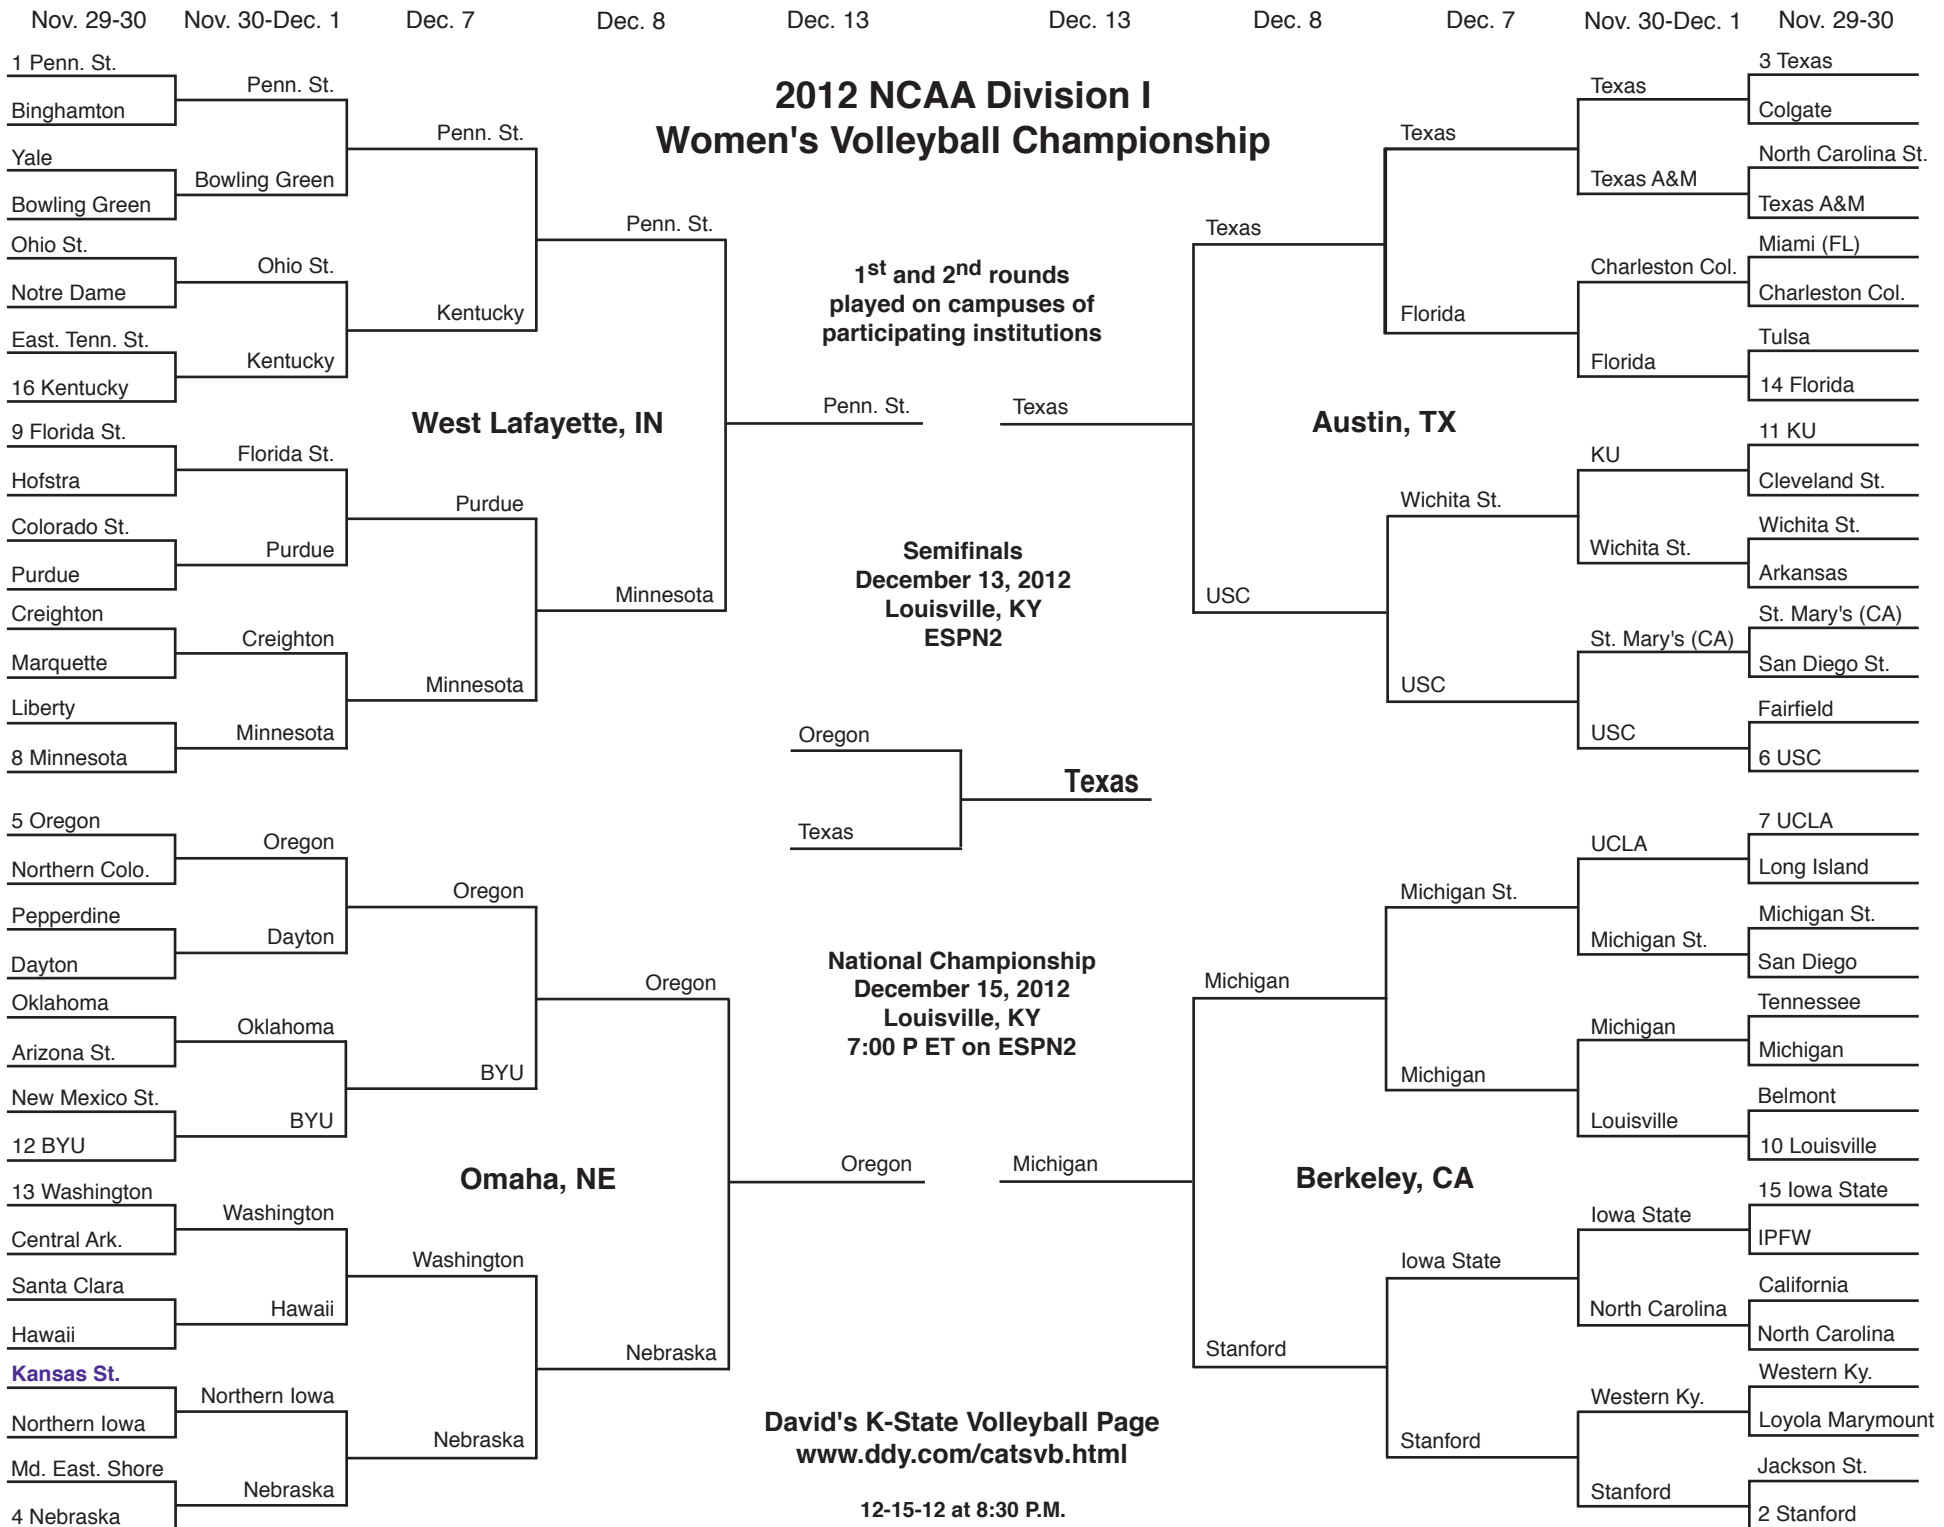 Nov. 29-30
Nov. 30-Dec. 1
Dec. 7
Dec. 8
Dec. 13
Dec. 13
Dec. 8
Dec. 7
Nov. 30-Dec. 1
Nov. 29-30
2012 NCAA Division I
Women's Volleyball Championship
1 Penn. St.
Binghamton
Yale
Bowling Green
Ohio St.
Notre Dame
East. Tenn. St.
16 Kentucky
9 Florida St.
Hofstra
Colorado St.
Purdue
Creighton
Marquette
Liberty
8 Minnesota
Penn. St.
Bowling Green
Ohio St.
Kentucky
Florida St.
Purdue
Creighton
Minnesota
Penn. St.
Kentucky
Purdue
Minnesota
Penn. St.
Minnesota
West Lafayette, IN
Penn. St.
5 Oregon
Northern Colo.
Pepperdine
Dayton
Oklahoma
Arizona St.
New Mexico St.
12 BYU
13 Washington
Central Ark.
Santa Clara
Hawaii
Kansas St.
Northern Iowa
Md. East. Shore
4 Nebraska
Oregon
Dayton
Oklahoma
BYU
Washington
Hawaii
Northern Iowa
Nebraska
Oregon
BYU
Washington
Nebraska
Oregon
Nebraska
Omaha, NE
Oregon
1st and 2nd rounds
played on campuses of
participating institutions
Semifinals
December 13, 2012
Louisville, KY
ESPN2
Oregon
Texas
Texas
National Championship
December 15, 2012
Louisville, KY
7:00 P ET on ESPN2
David's K-State Volleyball Page
www.ddy.com/catsvb.html
12-15-12 at 8:30 P.M.
Texas
Austin, TX
Texas
USC
Texas
Florida
Wichita St.
USC
Texas
Texas A&M
Charleston Col.
Florida
KU
Wichita St.
St. Mary's (CA)
USC
3 Texas
Colgate
North Carolina St.
Texas A&M
Miami (FL)
Charleston Col.
Tulsa
14 Florida
11 KU
Cleveland St.
Wichita St.
Arkansas
St. Mary's (CA)
San Diego St.
Fairfield
6 USC
Michigan
Berkeley, CA
Michigan
Stanford
Michigan St.
Michigan
Iowa State
Stanford
UCLA
Michigan St.
Michigan
Louisville
Iowa State
North Carolina
Western Ky.
Stanford
7 UCLA
Long Island
Michigan St.
San Diego
Tennessee
Michigan
Belmont
10 Louisville
15 Iowa State
IPFW
California
North Carolina
Western Ky.
Loyola Marymount
Jackson St.
2 Stanford